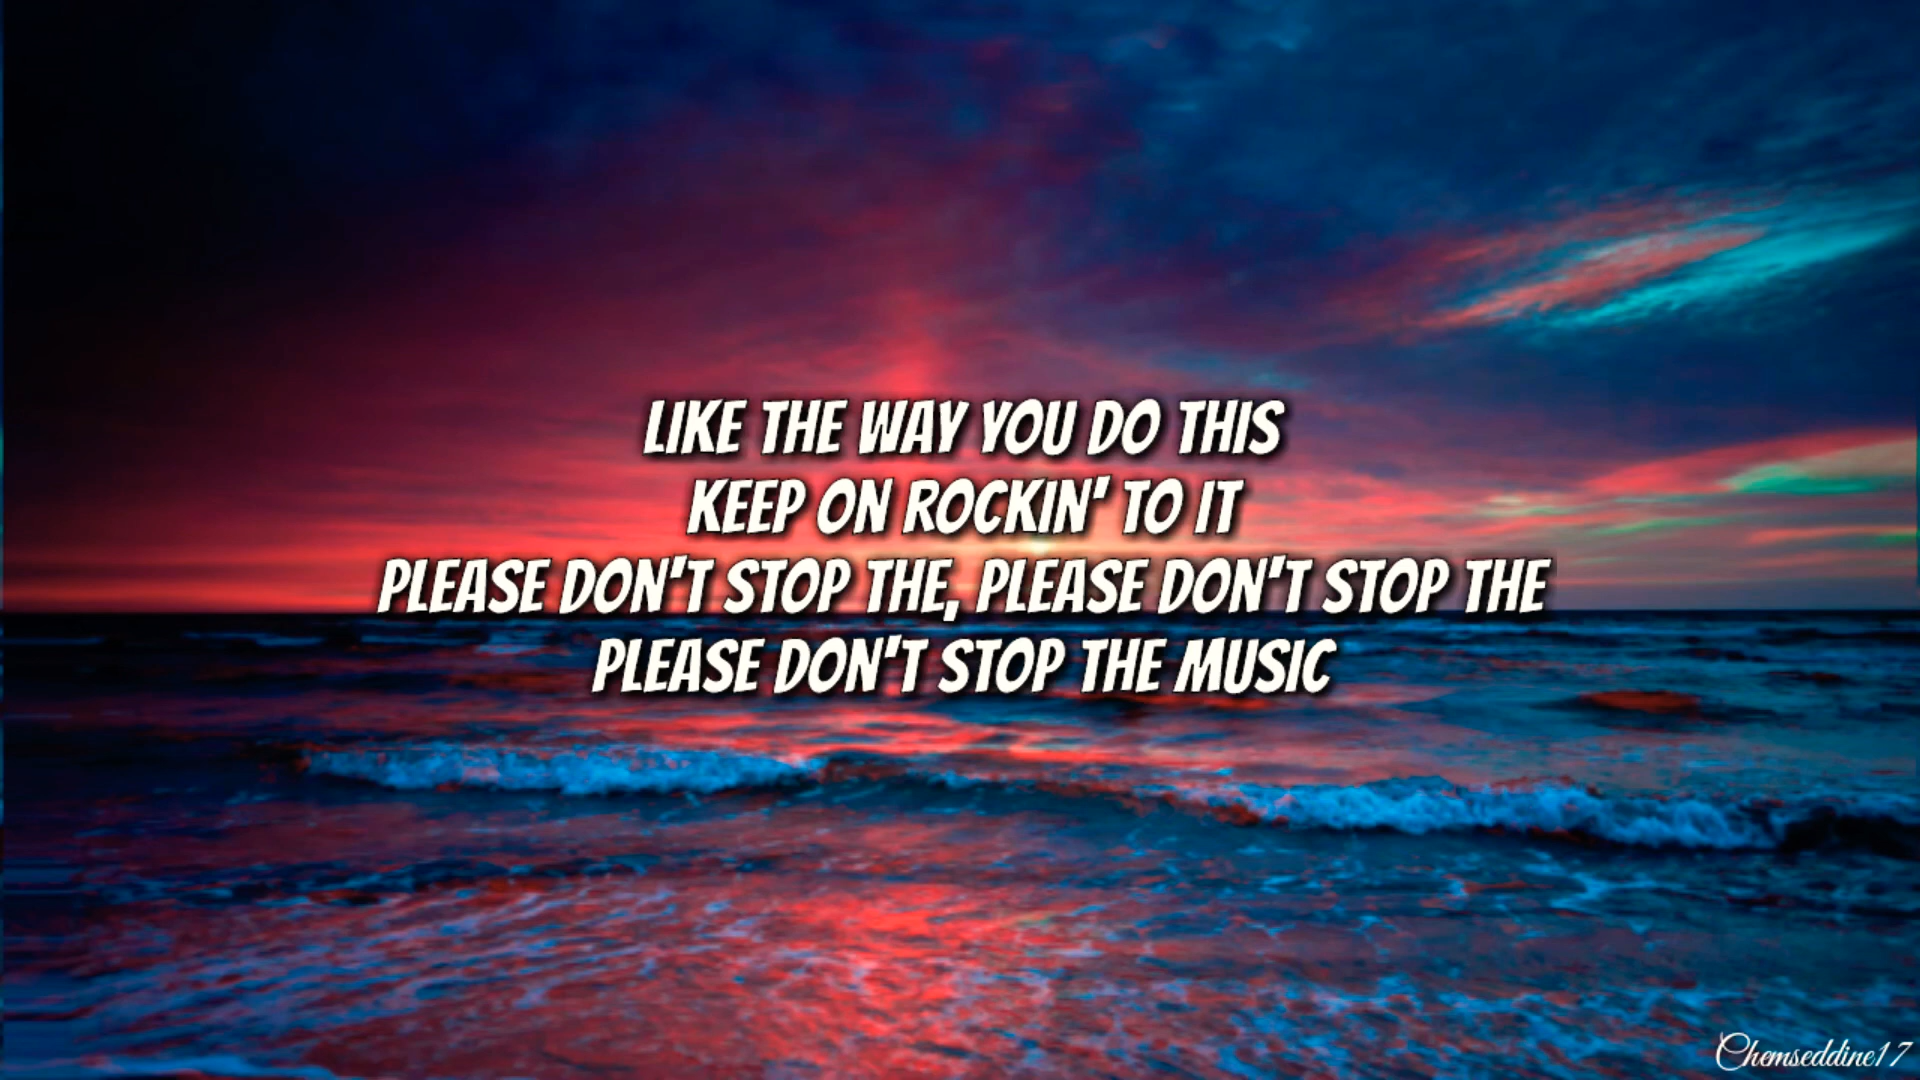 LIKE THE WAY YOU DO THIS
KEEP ON ROCKIN' TO IT
PLEASE DON'T STOP THE, PLEASE DON'T STOP THE
PLEASE DON'T STOP THE MUSIC
Chemseddine17